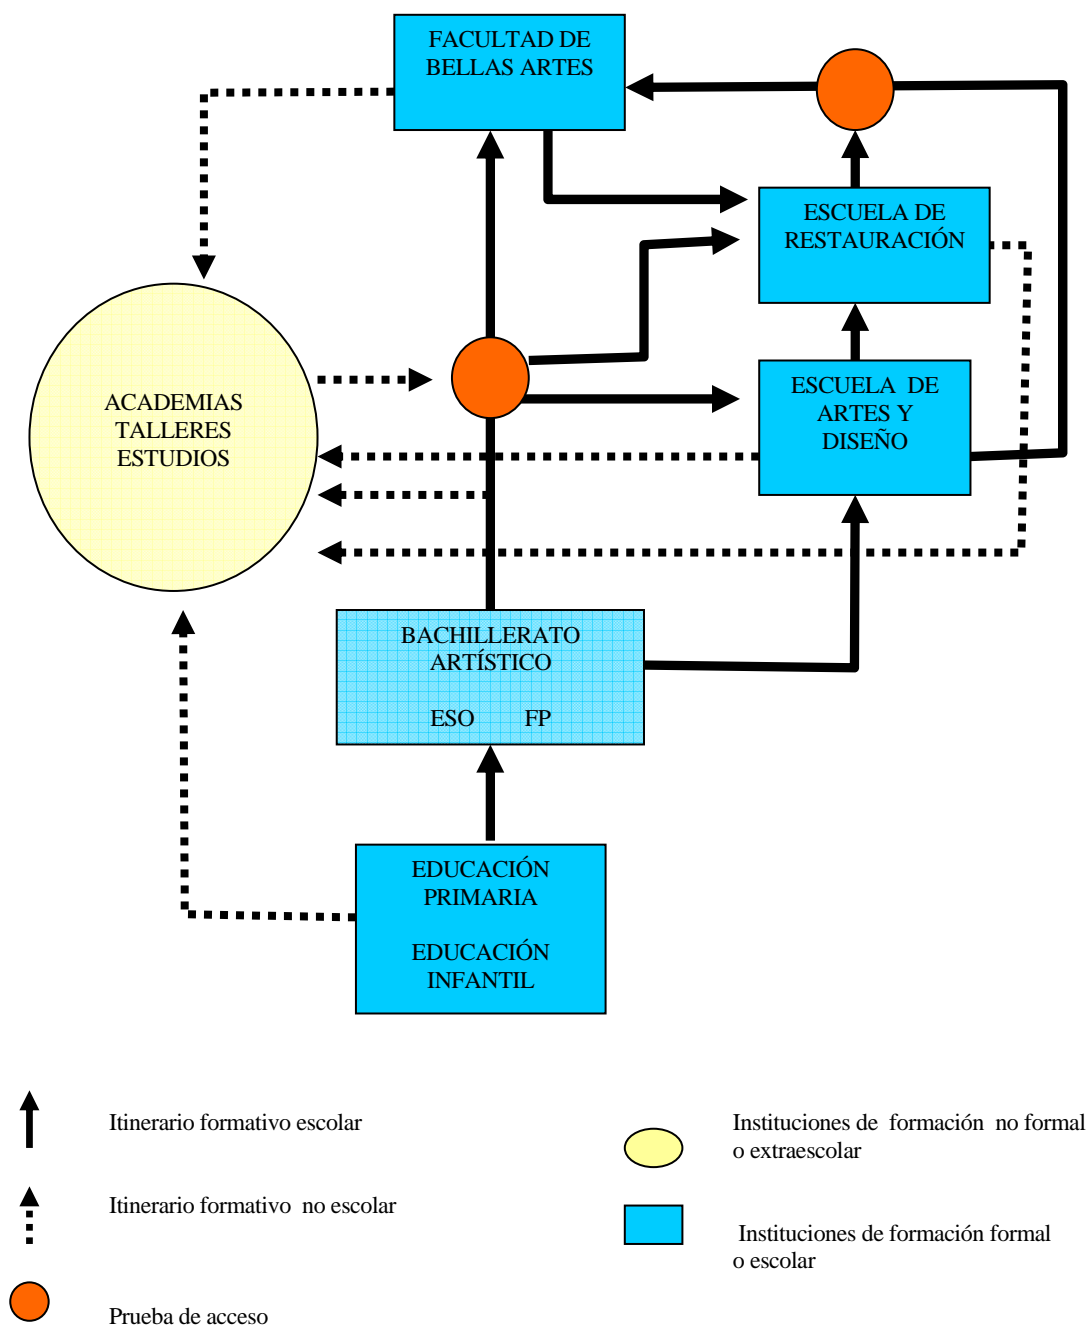 FACULTAD DE
BELLAS ARTES
ESCUELA DE
RESTAURACIÓN
ACADEMIAS
TALLERES
ESTUDIOS
ESCUELA DE
ARTES Y
DISEÑO
BACHILLERATO
ARTÍSTICO
ESO FP
EDUCACIÓN
PRIMARIA
EDUCACIÓN
INFANTIL
Itinerario formativo escolar
Itinerario formativo no escolar
Prueba de acceso
Instituciones de formación no formal
o extraescolar
Instituciones de formación formal
o escolar